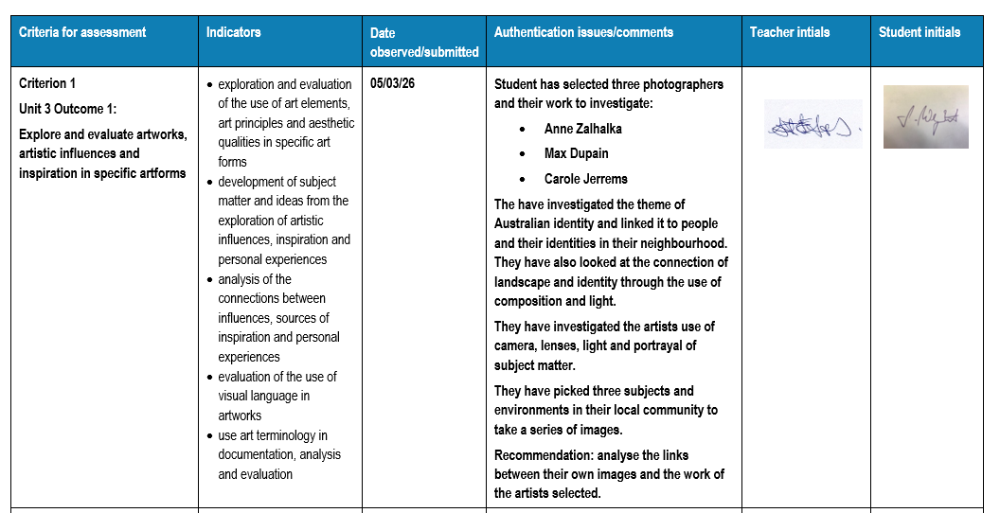 Criteria for assessment
Indicators
Date
observed/submitted
Authentication issues/comments
Teacher intials
Student initials
Criterion 1
Unit 3 Outcome 1:
Explore and evaluate artworks,
artistic influences and
inspiration in specific artforms
• exploration and evaluation
of the use of art elements,
art principles and aesthetic
qualities in specific art
forms
• development of subject
matter and ideas from the
exploration of artistic
influences, inspiration and
personal experiences
• analysis of the
connections between
influences, sources of
inspiration and personal
experiences
• evaluation of the use of
visual language in
artworks
• use art terminology in
documentation, analysis
and evaluation
05/03/26
Student has selected three photographers
and their work to investigate:
• Anne Zalhalka
• Max Dupain
• Carole Jerrems
The have investigated the theme of
Australian identity and linked it to people
and their identities in their neighbourhood.
They have also looked at the connection of
landscape and identity through the use of
composition and light.
They have investigated the artists use of
camera, lenses, light and portrayal of
subject matter.
They have picked three subjects and
environments in their local community to
take a series of images.
Recommendation: analyse the links
between their own images and the work of
the artists selected.